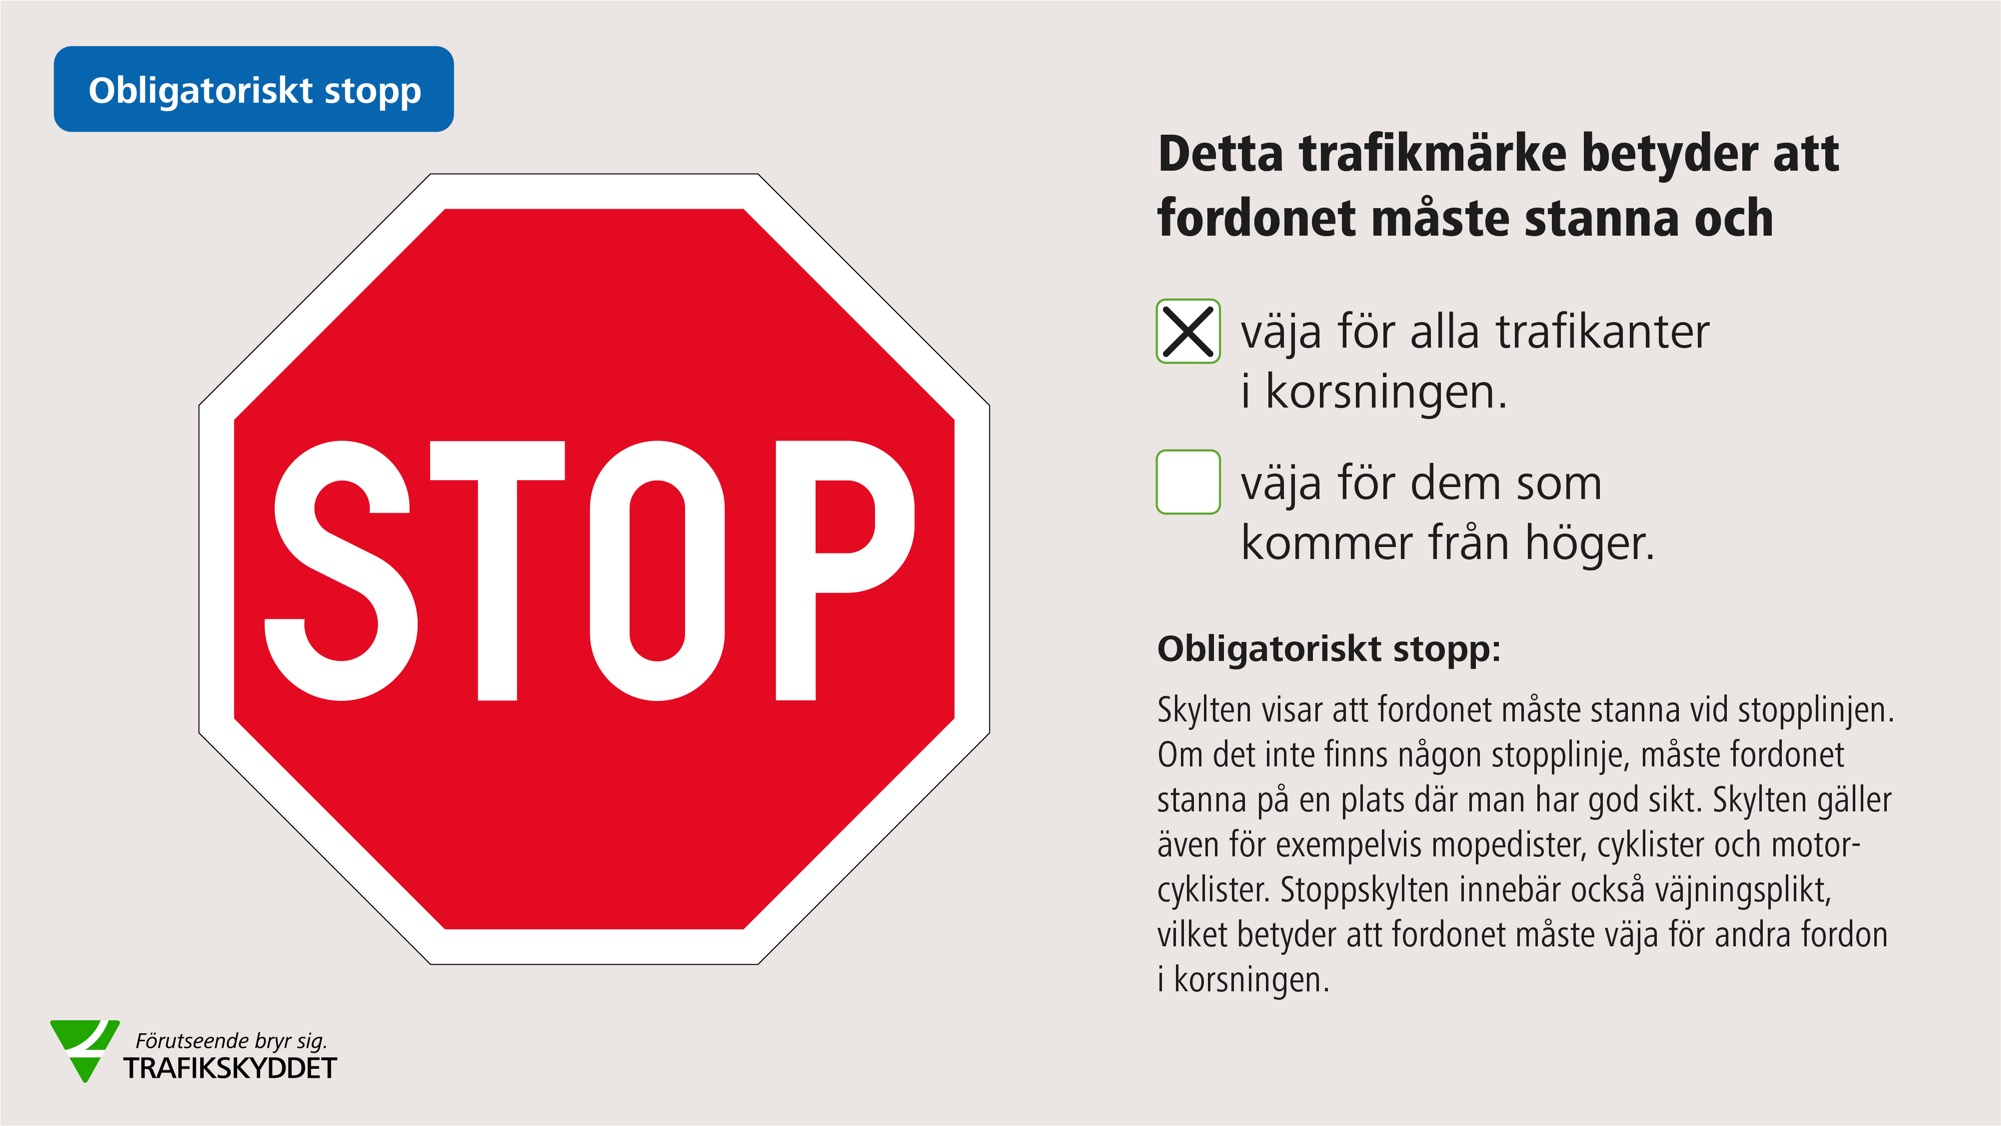 Obligatoriskt stopp
STOP
Detta trafikmärke betyder att
fordonet måste stanna och
väja för alla trafikanter
i korsningen.
väja för dem som
kommer från höger.
Obligatoriskt stopp:
Skylten visar att fordonet måste stanna vid stopplinjen.
Om det inte finns någon stopplinje, måste fordonet
stanna på en plats där man har god sikt. Skylten gäller
även för exempelvis mopedister, cyklister och motor-
cyklister. Stoppskylten innebär också väjningsplikt,
vilket betyder att fordonet måste väja för andra fordon
i korsningen.
Förutseende bryr sig.
TRAFIKSKYDDET